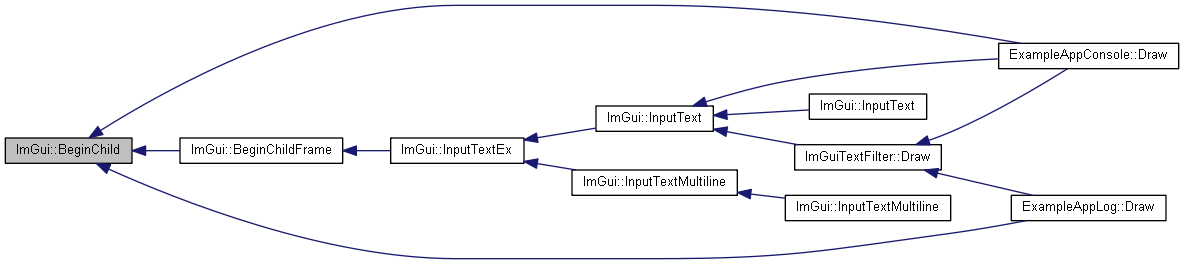 ImGui::BeginChild
ImGui::BeginChildFrame
ImGui::InputTextEx
ImGui::InputText
ImGui::InputTextMultiline
ExampleAppConsole::Draw
ImGui::InputText
ImGuiTextFilter::Draw
ImGui::InputTextMultiline
ExampleAppLog::Draw